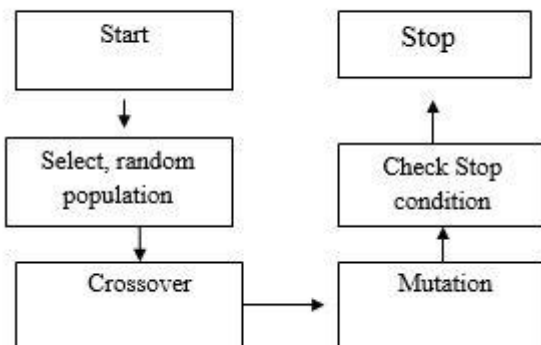 Start
Select, random
population
Crossover
Mutation
Check Stop
condition
Stop